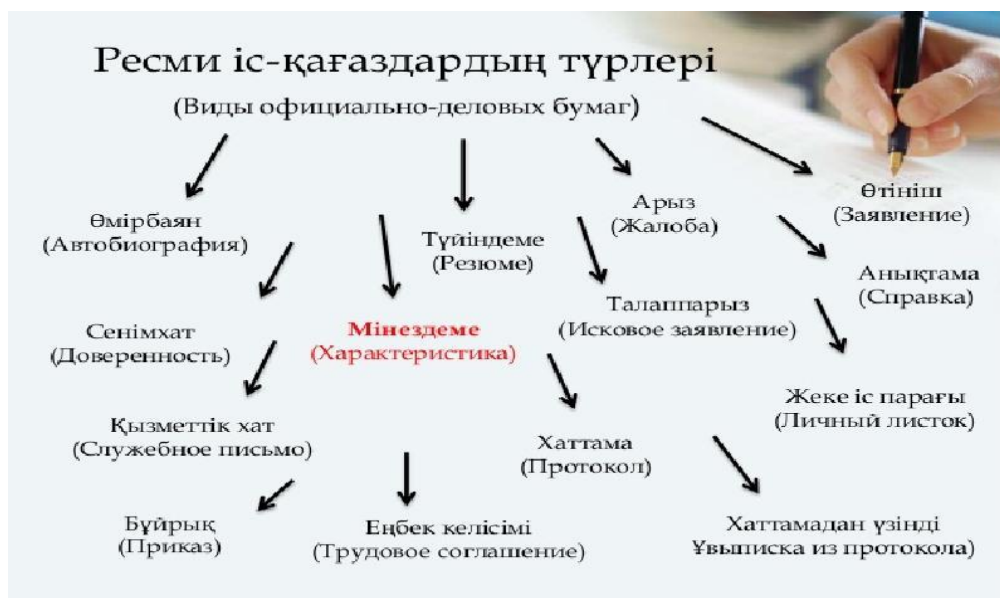 Ресми іс-қағаздардың түрлері
(Виды официально-деловых бумаг)
Өмірбаян
(Автобиография)
Түйіндеме
(Резюме)
Арыз
(Жалоба)
Өтініш
(Заявление)
Анықтама
(Справка)
Сенімхат
(Доверенность)
Мінездеме
(Характеристика)
Талаппарыз
(Исковое заявление)
Жеке іс парағы
(Личный листок)
Қызметтік хат
(Служебное письмо)
Хаттама
(Протокол)
Бұйрық
(Приказ)
Еңбек келісімі
(Трудовое соглашение)
Хаттамадан үзінді
Ұвыписка из протокола)